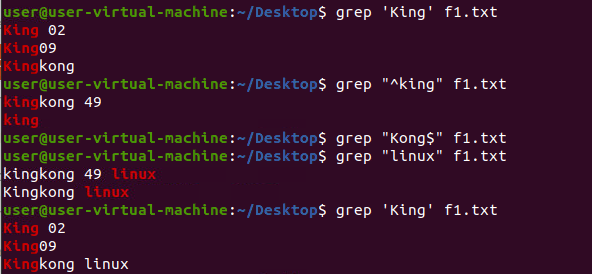 user@user-virtual-machine:~/Desktop$ grep 'King' f1.txt
King 02
King09
Kingkong
user@user-virtual-machine:~/Desktop$ grep "^king" f1.txt
kingkong 49
king
user@user-virtual-machine:~/Desktop$ grep "Kong$" f1.txt
user@user-virtual-machine:~/Desktop$ grep "linux" f1.txt
kingkong 49 linux
Kingkong linux
user@user-virtual-machine:~/Desktop$ grep 'King' f1.txt
King 02
King09
Kingkong linux